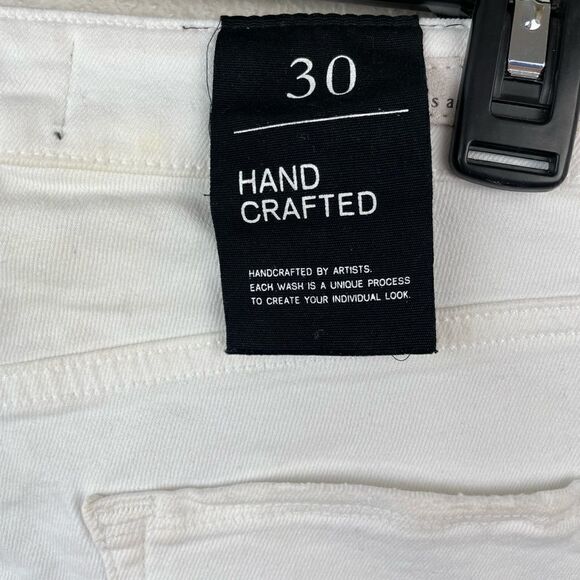 30
HAND
CRAFTED
HANDCRAFTED BY ARTISTS.
EACH WASH IS A UNIQUE PROCESS
TO CREATE YOUR INDIVIDUAL LOOK.